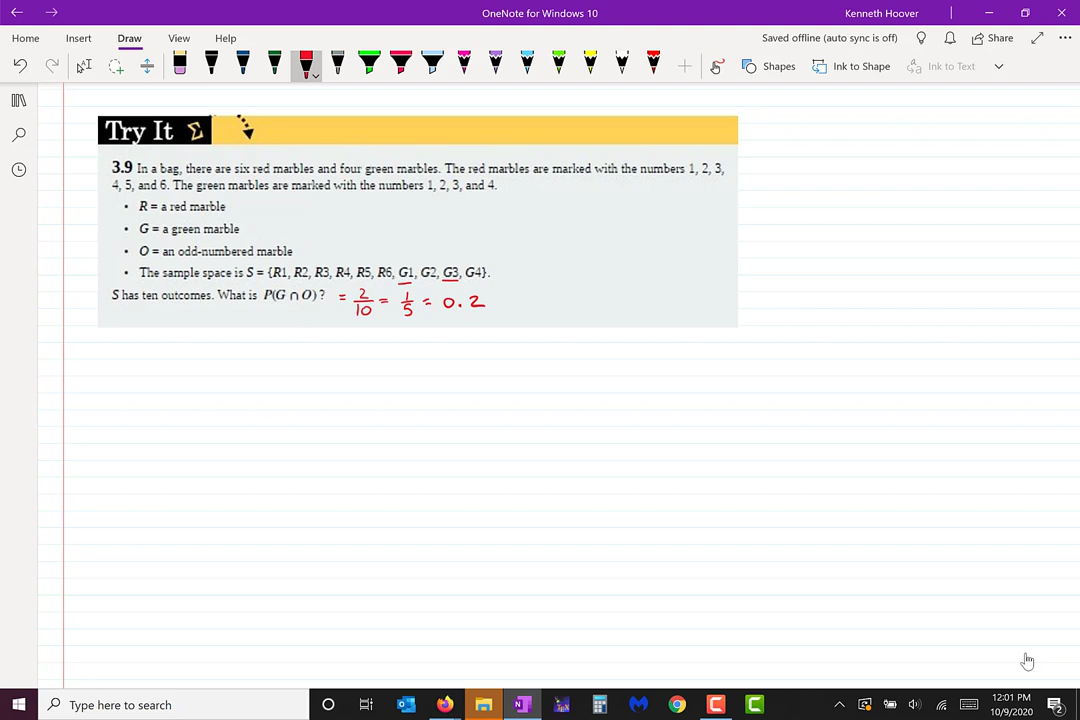 OneNote for Windows 10
Kenneth Hoover
Home Insert Draw View Help
Saved offline (auto sync is off)
Share
Shapes
Ink to Shape
Ink to Text
Try It Σ
3.9 In a bag, there are six red marbles and four green marbles. The red marbles are marked with the numbers 1, 2, 3,
4, 5, and 6. The green marbles are marked with the numbers 1, 2, 3, and 4.
• R = a red marble
• G = a green marble
• O = an odd-numbered marble
• The sample space is S = {R1, R2, R3, R4, R5, R6, G1, G2, G3, G4}.
S has ten outcomes. What is P(G ∩ O)? = 2/10 = 1/5 = 0.2
Type here to search
12:01 PM
10/9/2020
2